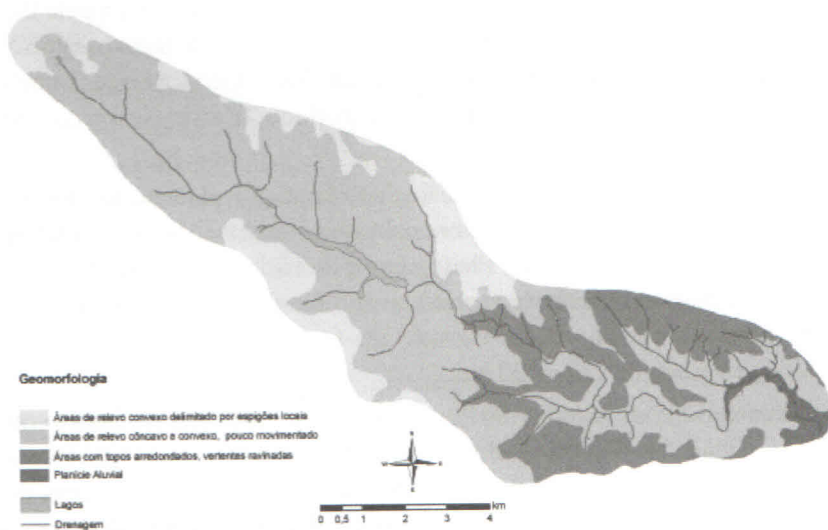 Geomorfologia
Áreas de relevo convexo delimitado por espigões locais
Áreas de relevo côncavo e convexo, pouco movimentado
Áreas com topos arredondados, vertentes ravinadas
Planície Aluvial
Lagos
Drenagem
N
W
E
S
km
0 0,5 1 2 3 4